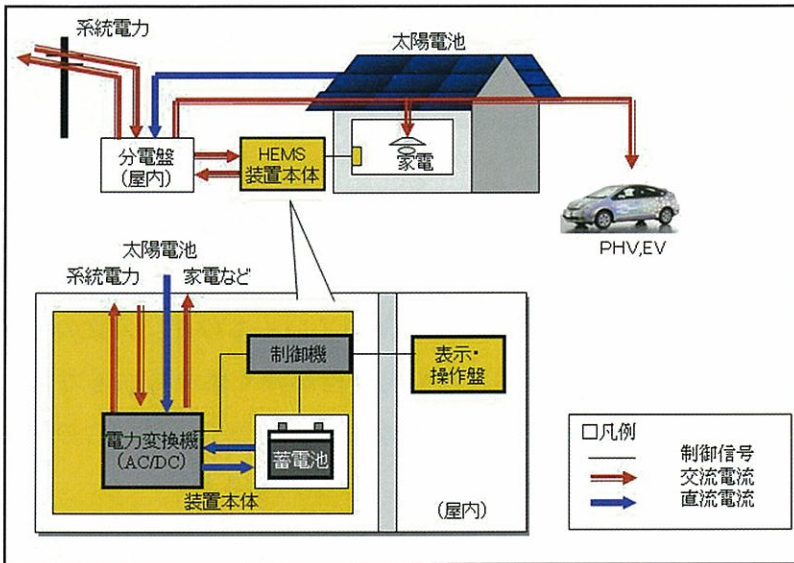 系統電力
太陽電池
分電盤
(屋内)
HEMS
装置本体
家電
PHV,EV
太陽電池
系統電力
家電など
制御機
表示・
操作盤
電力変換機
(AC/DC)
蓄電池
装置本体
(屋内)
□凡例
制御信号
交流電流
直流電流